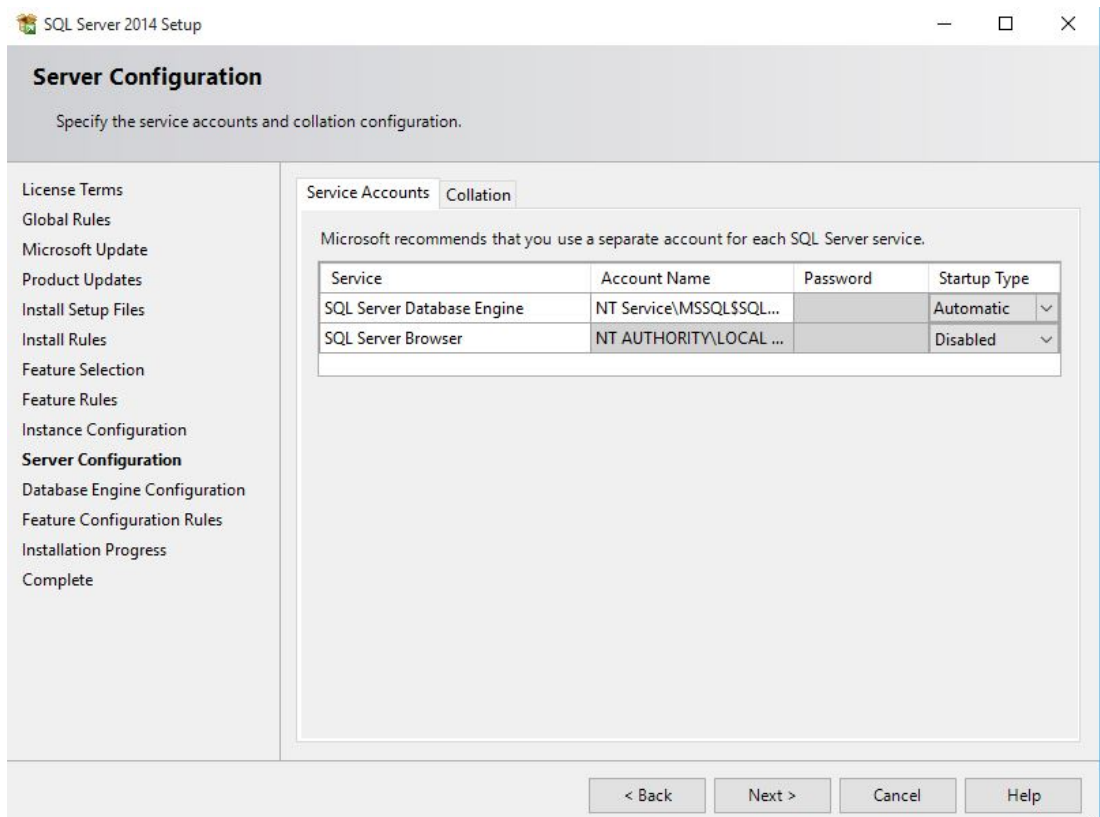 SQL Server 2014 Setup
Server Configuration
Specify the service accounts and collation configuration.
License Terms
Global Rules
Microsoft Update
Product Updates
Install Setup Files
Install Rules
Feature Selection
Feature Rules
Instance Configuration
Server Configuration
Database Engine Configuration
Feature Configuration Rules
Installation Progress
Complete
Service Accounts Collation
Microsoft recommends that you use a separate account for each SQL Server service.
Service Account Name Password Startup Type
SQL Server Database Engine NT Service\MSSQL$SQL... Automatic
SQL Server Browser NT AUTHORITY\LOCAL ... Disabled
< Back Next > Cancel Help